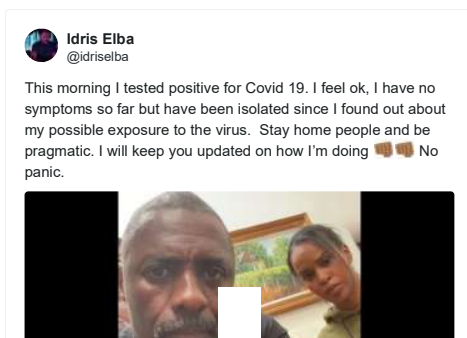 Idris Elba
@idriselba
This morning I tested positive for Covid 19. I feel ok, I have no
symptoms so far but have been isolated since I found out about
my possible exposure to the virus.  Stay home people and be
pragmatic. I will keep you updated on how I'm doing 👊🏾👊🏾 No
panic.